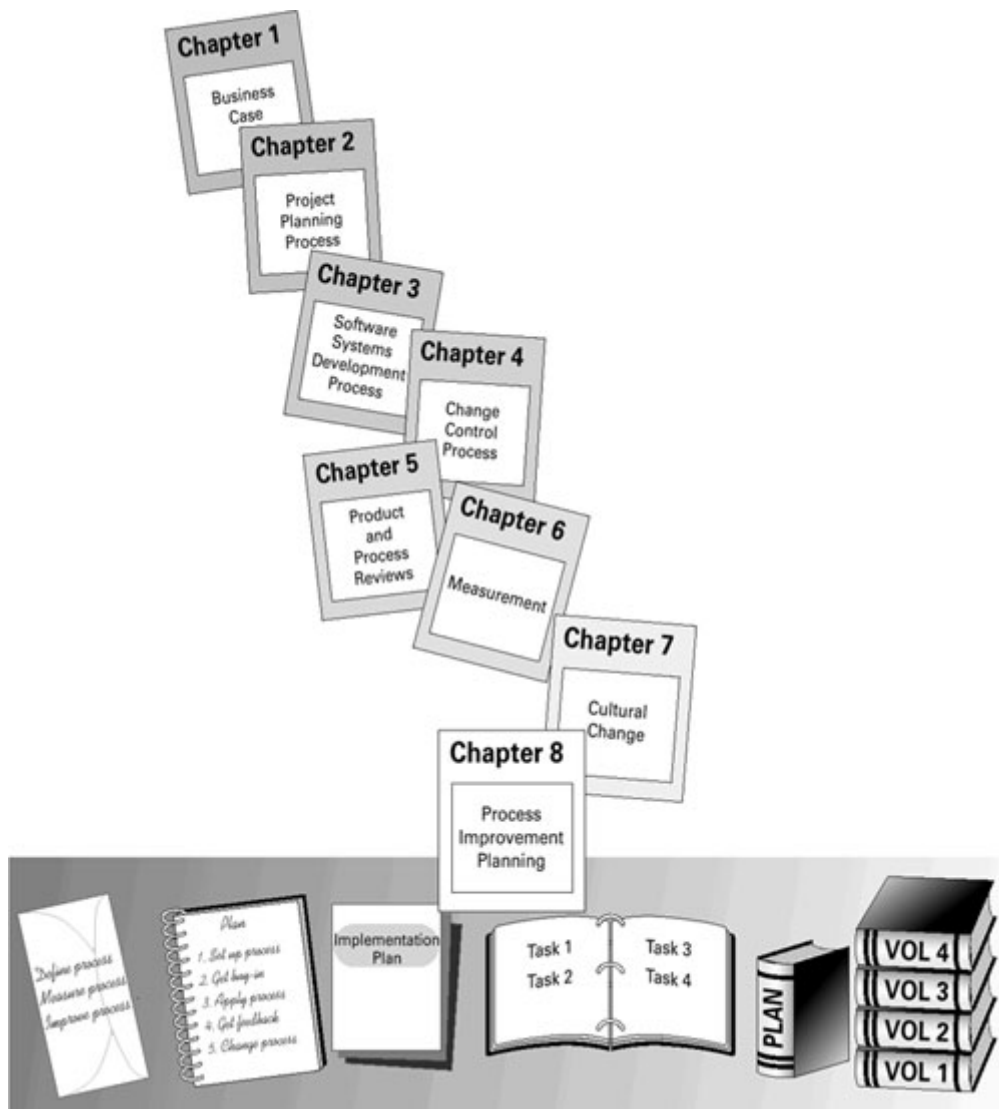 Chapter 1
Business
Case
Chapter 2
Project
Planning
Process
Chapter 3
Software
Systems
Development
Process
Chapter 4
Change
Control
Process
Chapter 5
Product
and
Process
Reviews
Chapter 6
Measurement
Chapter 7
Cultural
Change
Chapter 8
Process
Improvement
Planning
Define process
Measure process
Improve process
Plan
1. Set up process
2. Get buy-in
3. Apply process
4. Get feedback
5. Change process
Implementation
Plan
Task 1
Task 2
Task 3
Task 4
PLAN
VOL 4
VOL 3
VOL 2
VOL 1